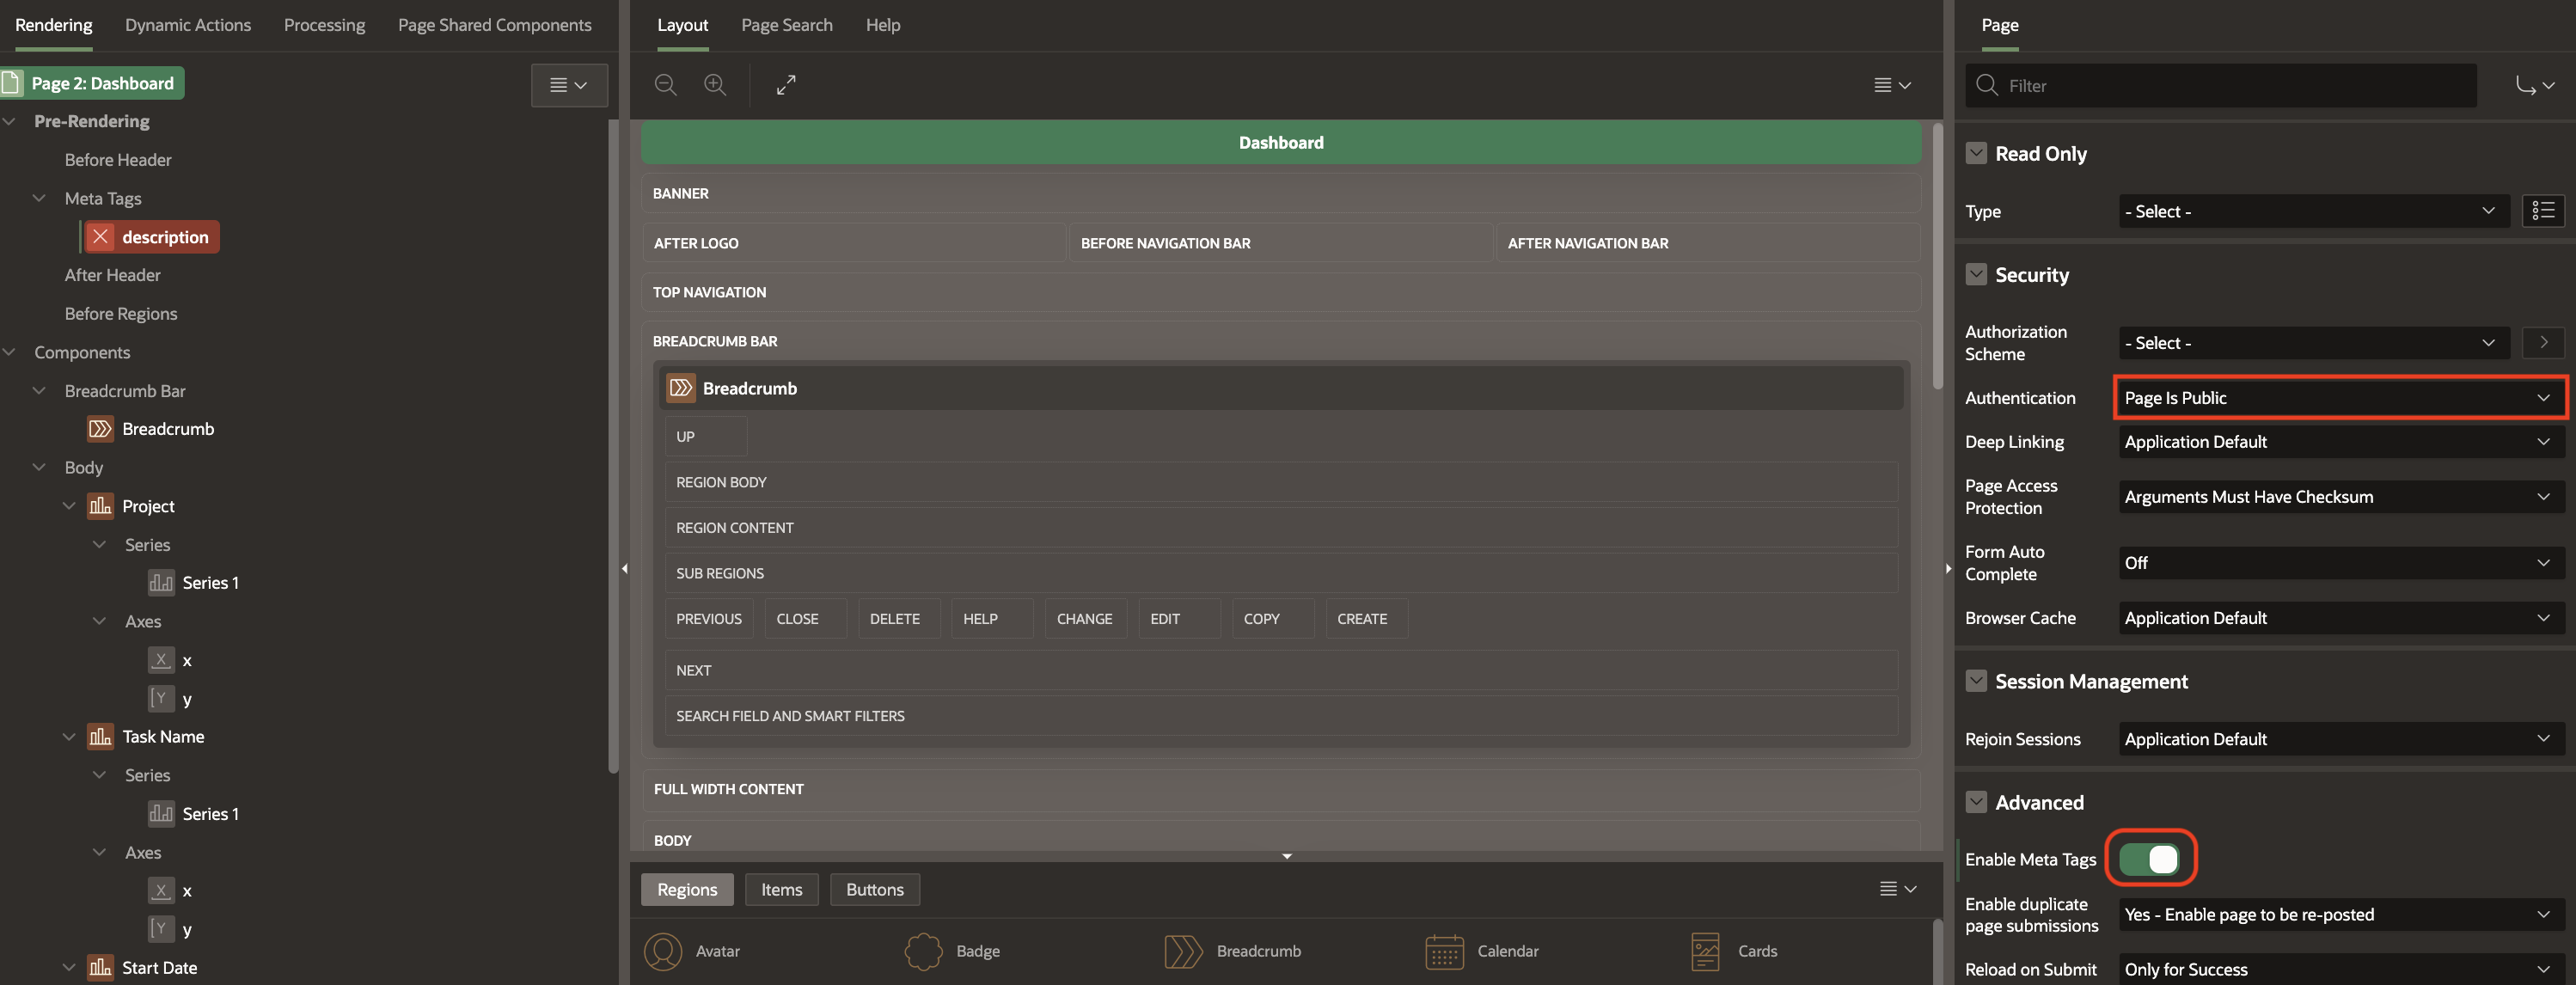 Rendering
Dynamic Actions
Processing
Page Shared Components
Page 2: Dashboard
Pre-Rendering
Before Header
Meta Tags
description
After Header
Before Regions
Components
Breadcrumb Bar
Breadcrumb
Body
Project
Series
Series 1
Axes
X x
Y y
Task Name
Series
Series 1
Axes
X x
Y y
Start Date
Layout
Page Search
Help
Dashboard
BANNER
AFTER LOGO
BEFORE NAVIGATION BAR
AFTER NAVIGATION BAR
TOP NAVIGATION
BREADCRUMB BAR
Breadcrumb
UP
REGION BODY
REGION CONTENT
SUB REGIONS
PREVIOUS
CLOSE
DELETE
HELP
CHANGE
EDIT
COPY
CREATE
NEXT
SEARCH FIELD AND SMART FILTERS
FULL WIDTH CONTENT
BODY
Regions
Items
Buttons
Avatar
Badge
Breadcrumb
Calendar
Cards
Page
Filter
Read Only
Type
- Select -
Security
Authorization
Scheme
- Select -
Authentication
Page Is Public
Deep Linking
Application Default
Page Access
Protection
Arguments Must Have Checksum
Form Auto
Complete
Off
Browser Cache
Application Default
Session Management
Rejoin Sessions
Application Default
Advanced
Enable Meta Tags
Enable duplicate
page submissions
Yes - Enable page to be re-posted
Reload on Submit
Only for Success